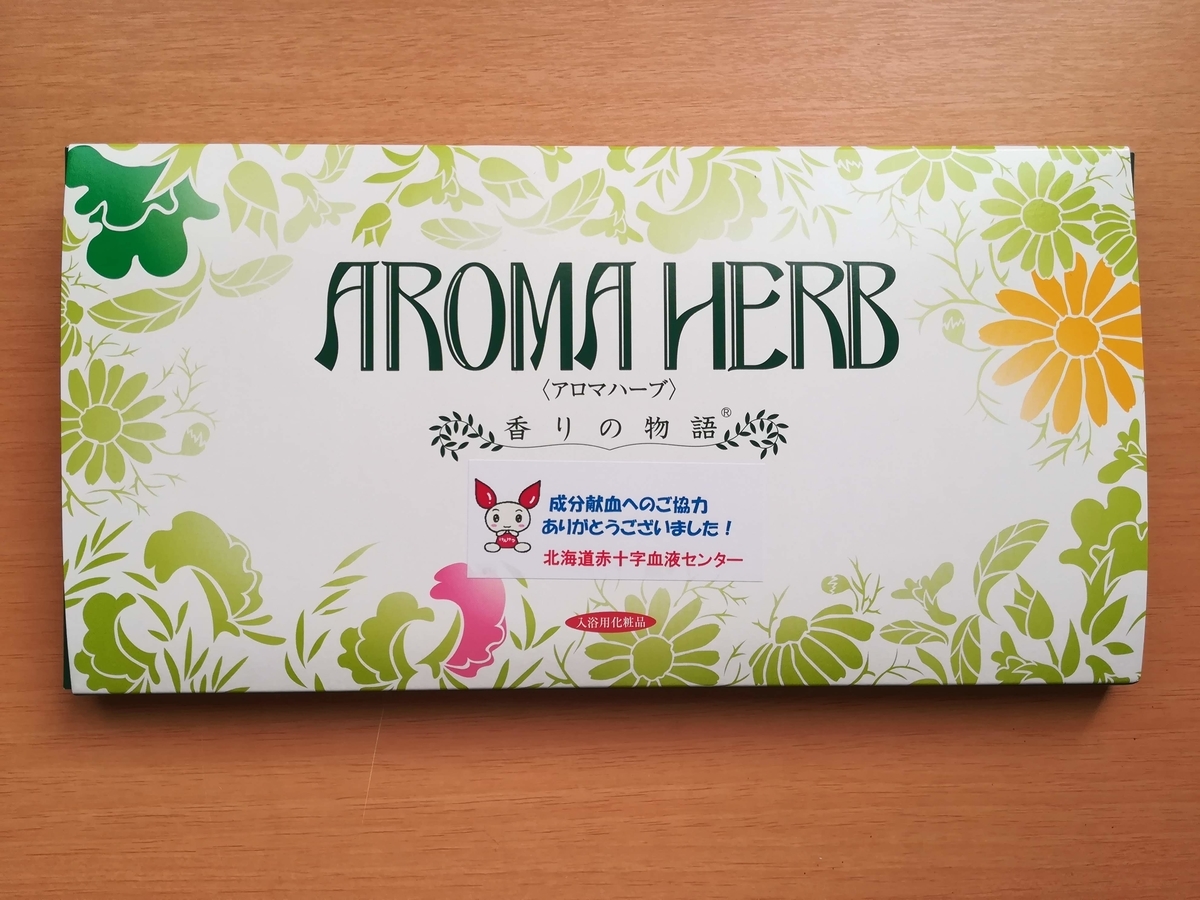 AROMA HERB
〈アロマハーブ〉
香りの物語®
成分献血へのご協力
ありがとうございました！
北海道赤十字血液センター
入浴用化粧品